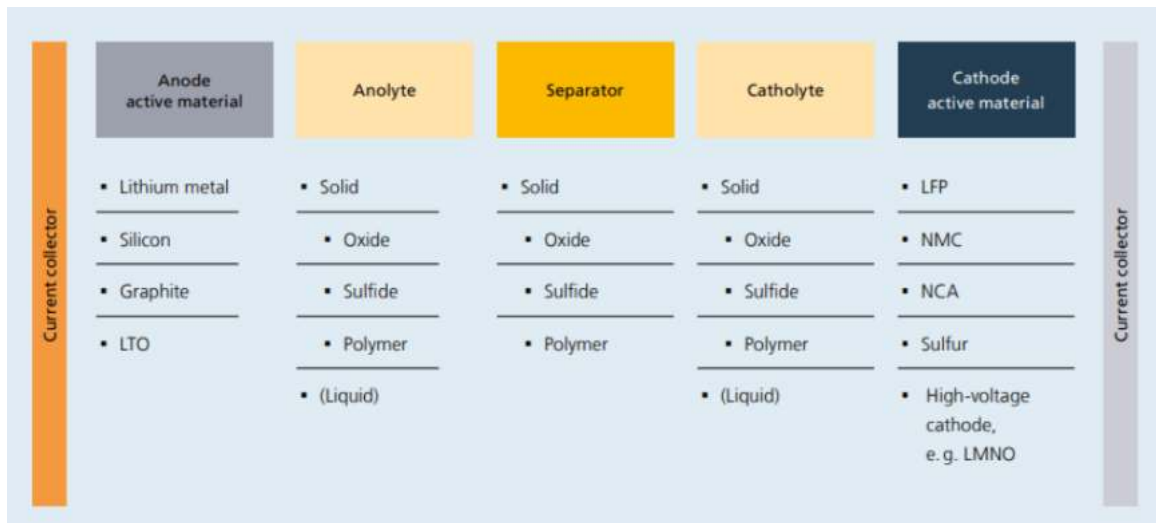 Current collector
Anode
active material
▪ Lithium metal
▪ Silicon
▪ Graphite
▪ LTO
Anolyte
▪ Solid
▪ Oxide
▪ Sulfide
▪ Polymer
▪ (Liquid)
Separator
▪ Solid
▪ Oxide
▪ Sulfide
▪ Polymer
Catholyte
▪ Solid
▪ Oxide
▪ Sulfide
▪ Polymer
▪ (Liquid)
Cathode
active material
▪ LFP
▪ NMC
▪ NCA
▪ Sulfur
▪ High-voltage
cathode,
e. g. LMNO
Current collector